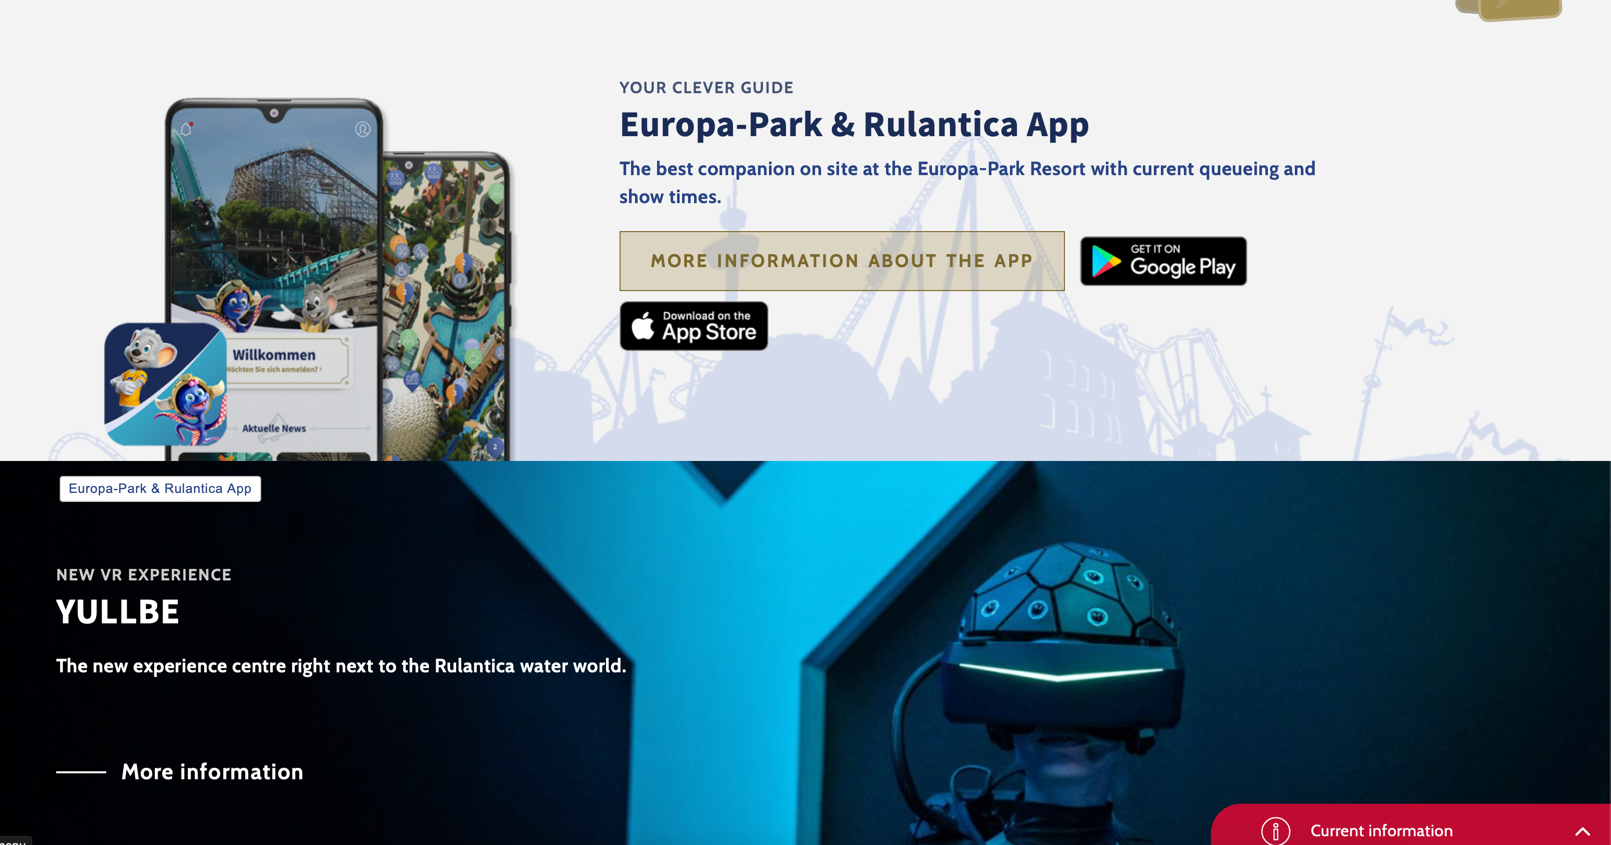 YOUR CLEVER GUIDE
Europa-Park & Rulantica App
The best companion on site at the Europa-Park Resort with current queueing and
show times.
MORE INFORMATION ABOUT THE APP
GET IT ON
Google Play
Download on the
App Store
Willkommen
Möchten Sie sich anmelden? ›
Aktuelle News
Europa-Park & Rulantica App
NEW VR EXPERIENCE
YULLBE
The new experience centre right next to the Rulantica water world.
More information
Current information